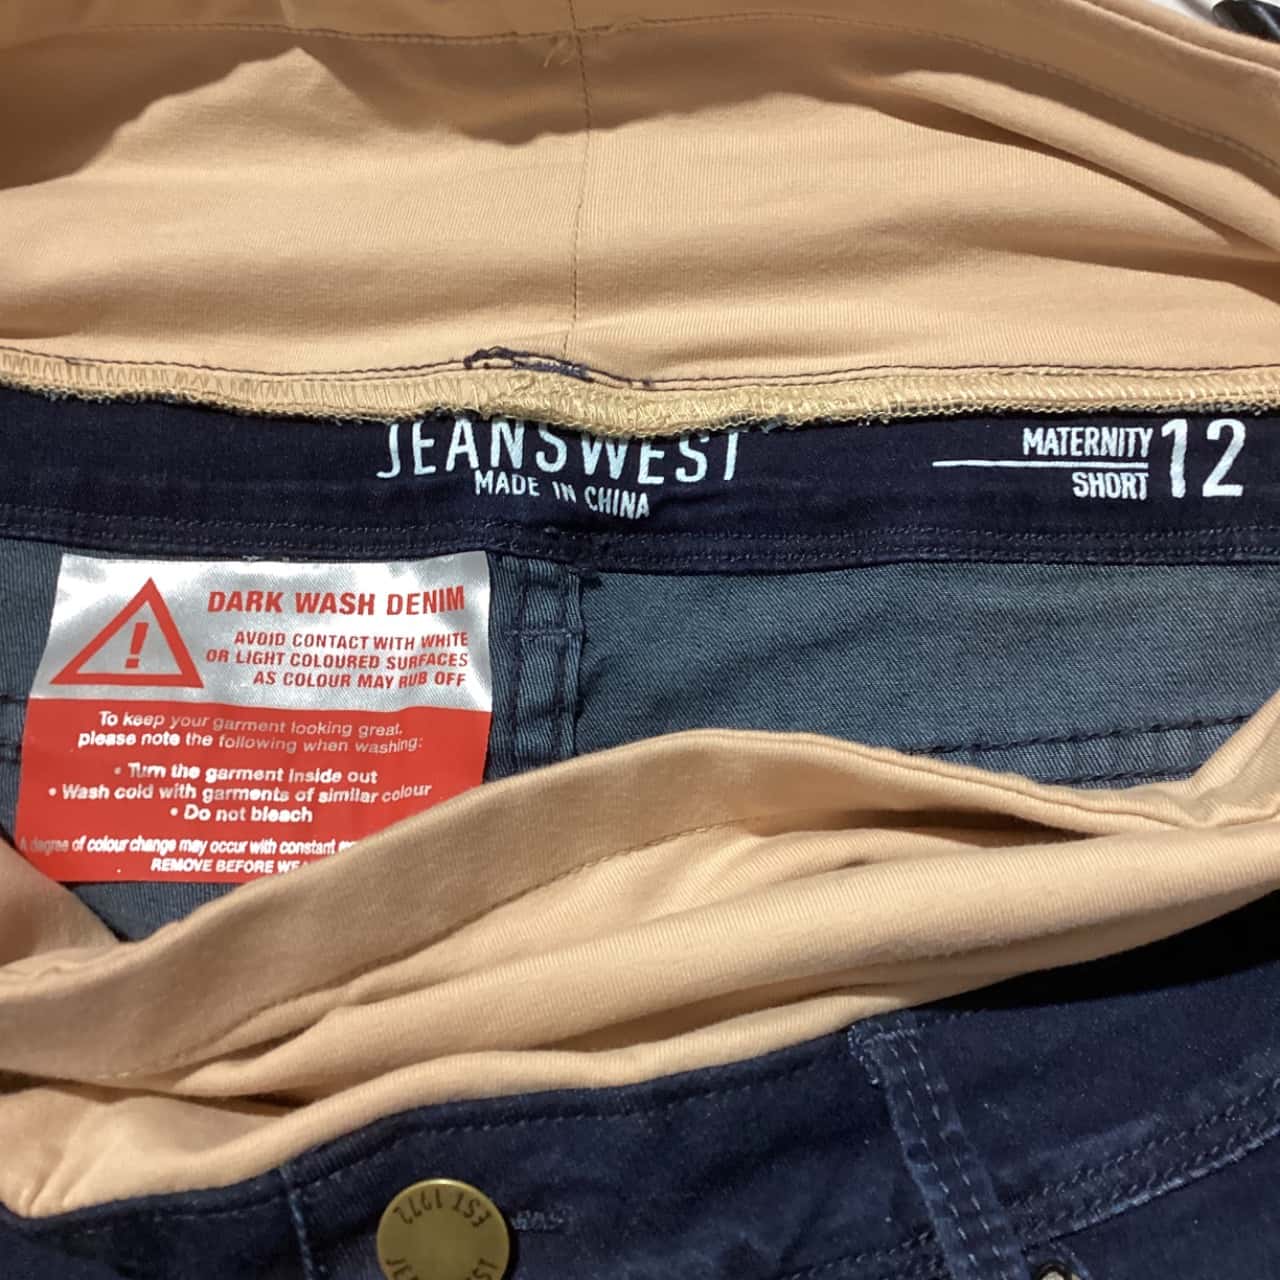 JEANSWEST
MADE IN CHINA
MATERNITY
SHORT
12
DARK WASH DENIM
AVOID CONTACT WITH WHITE
OR LIGHT COLOURED SURFACES
AS COLOUR MAY RUB OFF
To keep your garment looking great,
please note the following when washing:
• Turn the garment inside out
• Wash cold with garments of similar colour
• Do not bleach
A degree of colour change may occur with constant
REMOVE BEFORE
EST 1972
JEANSWEST